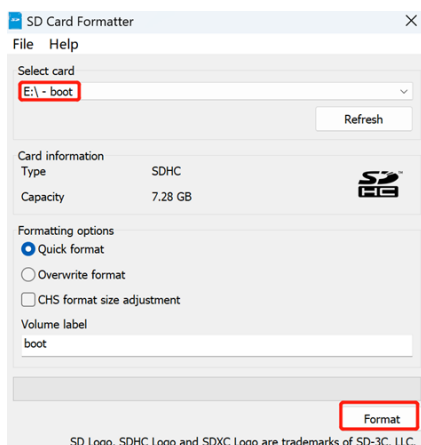 SD Card Formatter
File Help
Select card
E:\ - boot
Refresh
Card information
Type SDHC
Capacity 7.28 GB
SD
HC
Formatting options
Quick format
Overwrite format
CHS format size adjustment
Volume label
boot
Format
SD Logo, SDHC Logo and SDXC Logo are trademarks of SD-3C, LLC.